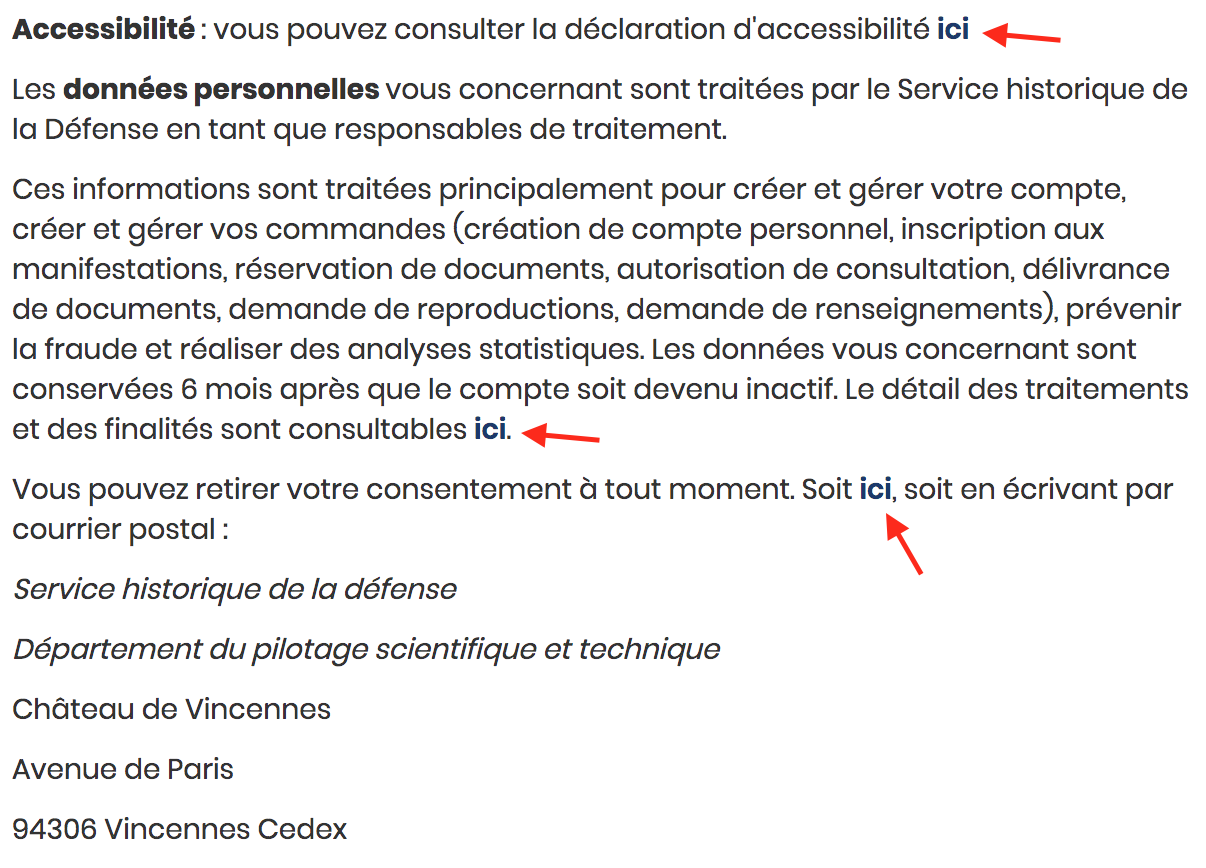 Accessibilité : vous pouvez consulter la déclaration d'accessibilité ici
Les données personnelles vous concernant sont traitées par le Service historique de
la Défense en tant que responsables de traitement.
Ces informations sont traitées principalement pour créer et gérer votre compte,
créer et gérer vos commandes (création de compte personnel, inscription aux
manifestations, réservation de documents, autorisation de consultation, délivrance
de documents, demande de reproductions, demande de renseignements), prévenir
la fraude et réaliser des analyses statistiques. Les données vous concernant sont
conservées 6 mois après que le compte soit devenu inactif. Le détail des traitements
et des finalités sont consultables ici.
Vous pouvez retirer votre consentement à tout moment. Soit ici, soit en écrivant par
courrier postal :
Service historique de la défense
Département du pilotage scientifique et technique
Château de Vincennes
Avenue de Paris
94306 Vincennes Cedex